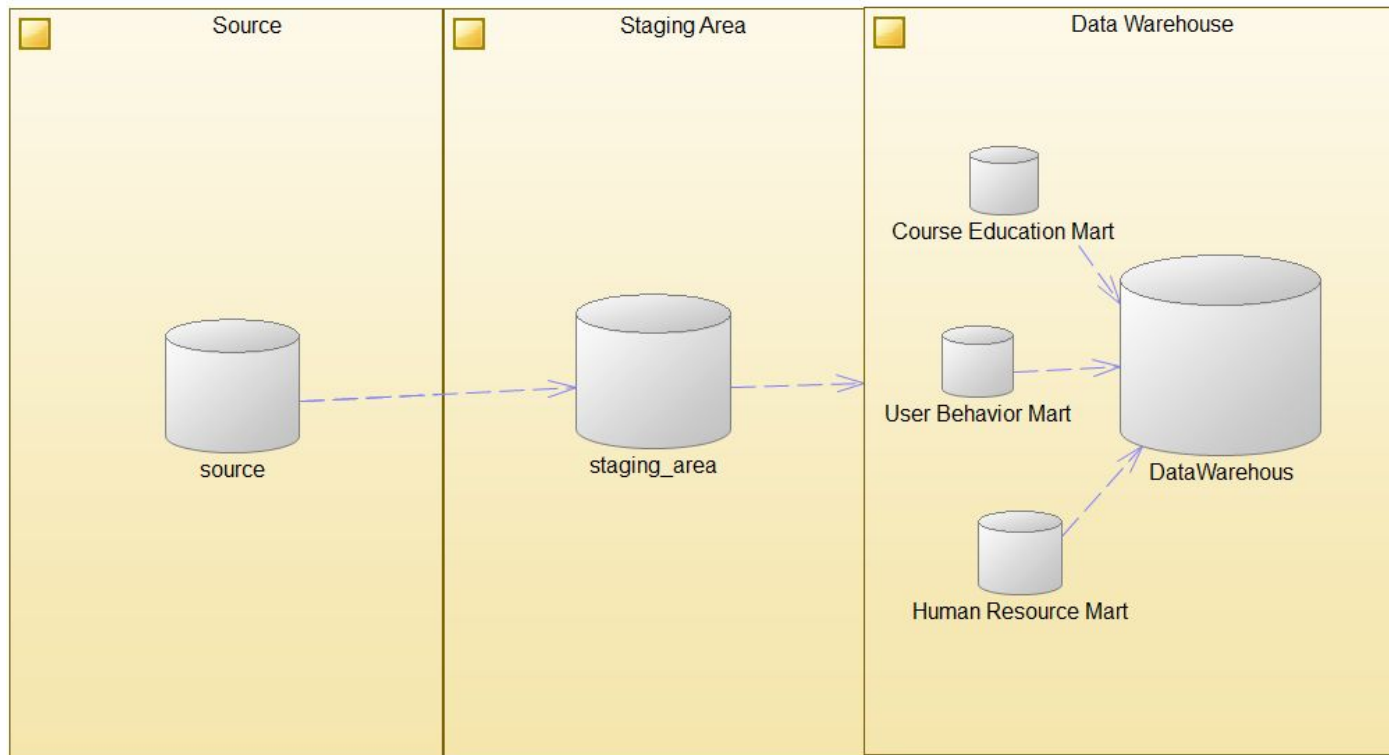 Source
Staging Area
Data Warehouse
Course Education Mart
source
staging_area
User Behavior Mart
DataWarehous
Human Resource Mart